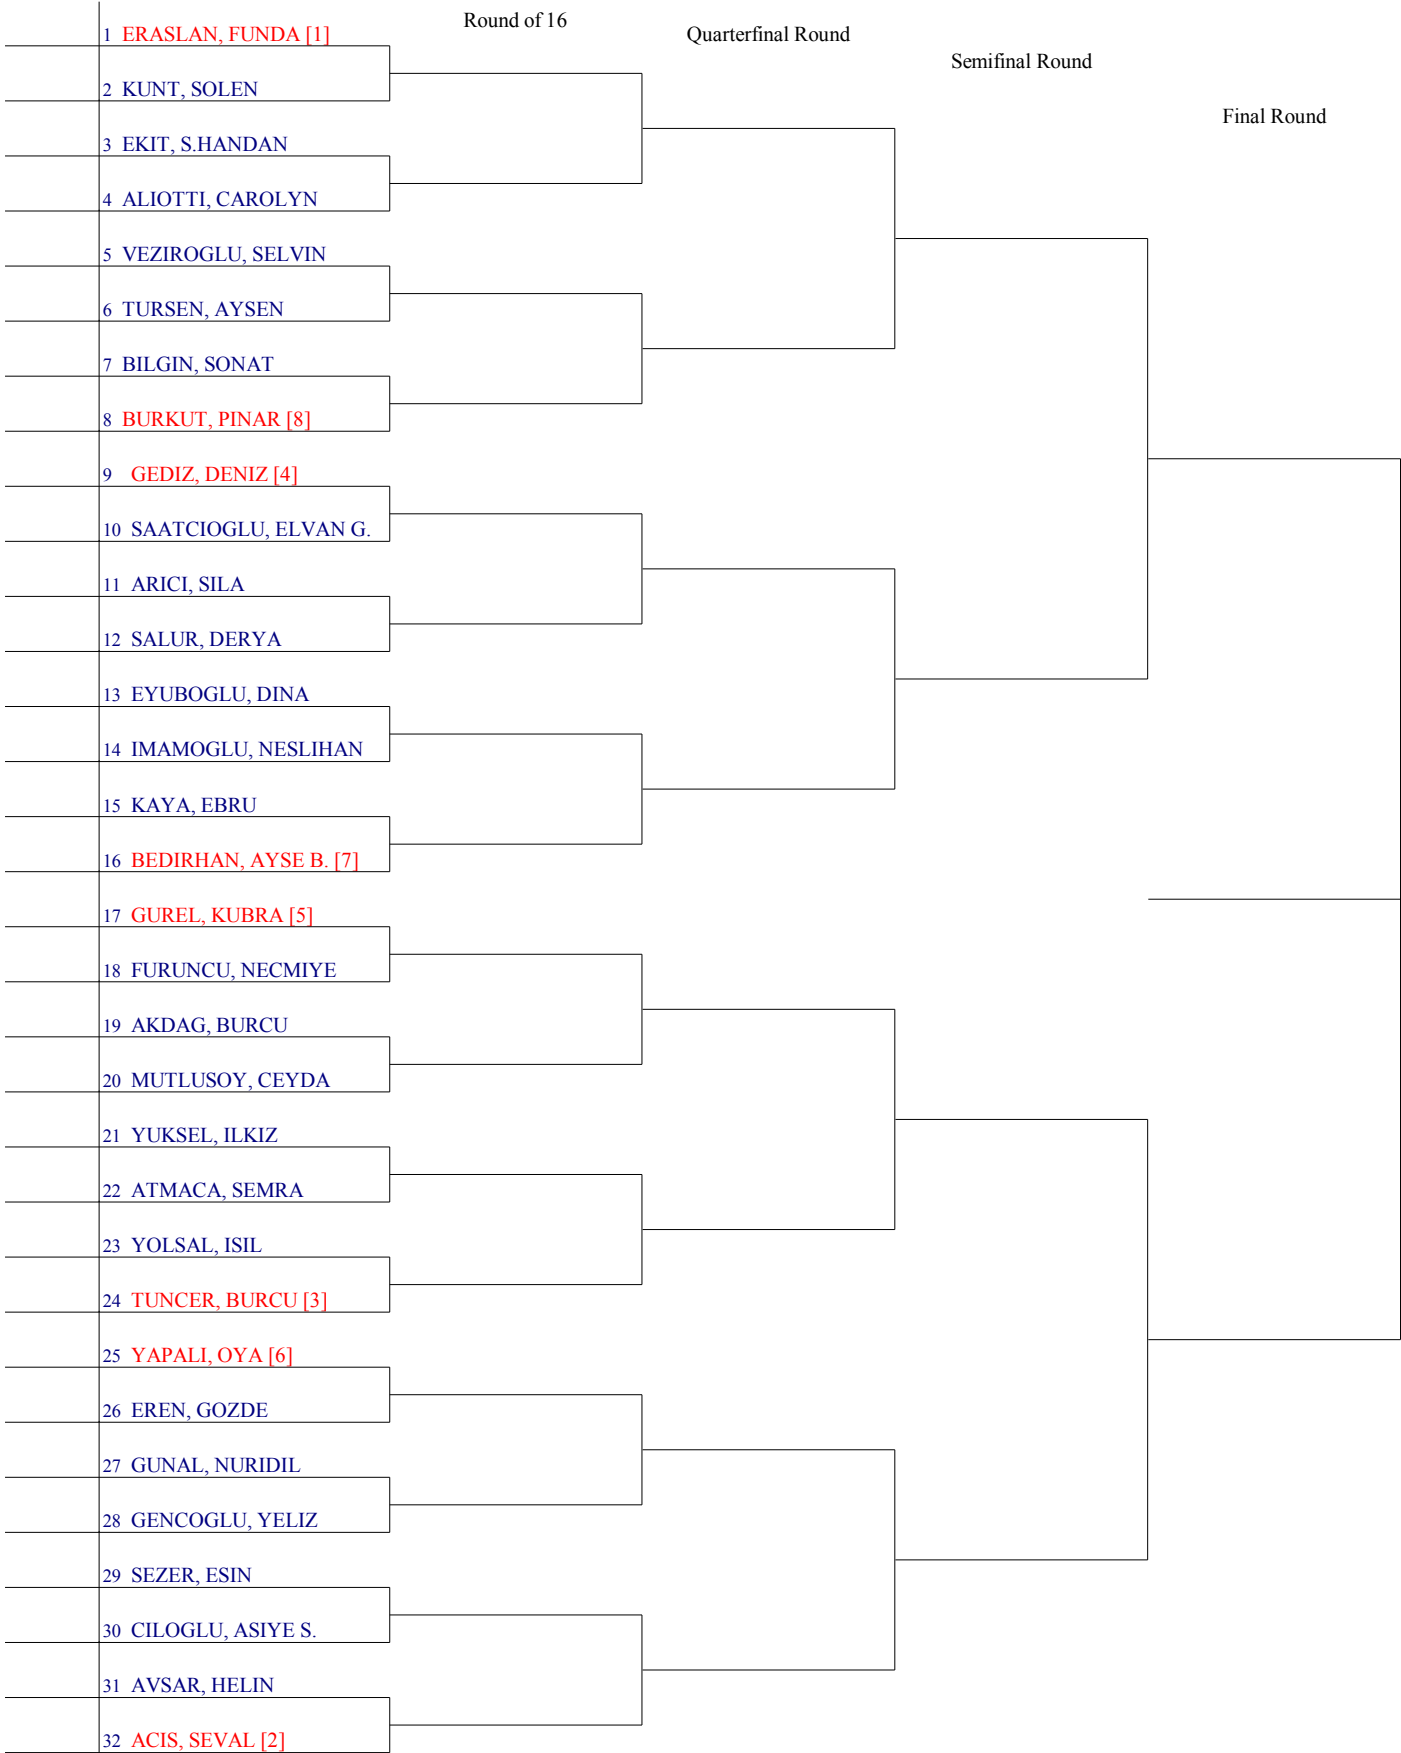 Round of 16
Quarterfinal Round
Semifinal Round
Final Round
1 ERASLAN, FUNDA [1]
2 KUNT, SOLEN
3 EKIT, S.HANDAN
4 ALIOTTI, CAROLYN
5 VEZIROGLU, SELVIN
6 TURSEN, AYSEN
7 BILGIN, SONAT
8 BURKUT, PINAR [8]
9 GEDIZ, DENIZ [4]
10 SAATCIOGLU, ELVAN G.
11 ARICI, SILA
12 SALUR, DERYA
13 EYUBOGLU, DINA
14 IMAMOGLU, NESLIHAN
15 KAYA, EBRU
16 BEDIRHAN, AYSE B. [7]
17 GUREL, KUBRA [5]
18 FURUNCU, NECMIYE
19 AKDAG, BURCU
20 MUTLUSOY, CEYDA
21 YUKSEL, ILKIZ
22 ATMACA, SEMRA
23 YOLSAL, ISIL
24 TUNCER, BURCU [3]
25 YAPALI, OYA [6]
26 EREN, GOZDE
27 GUNAL, NURIDIL
28 GENCOGLU, YELIZ
29 SEZER, ESIN
30 CILOGLU, ASIYE S.
31 AVSAR, HELIN
32 ACIS, SEVAL [2]